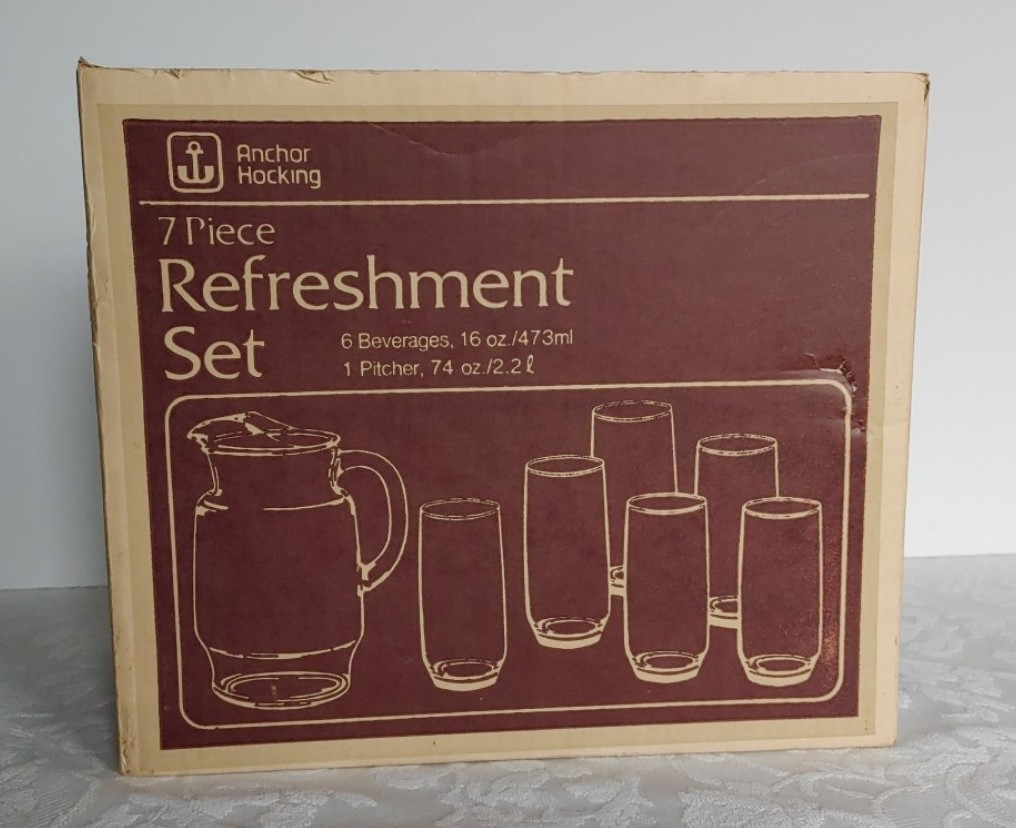 Anchor
Hocking
7 Piece
Refreshment
Set
6 Beverages, 16 oz./473ml
1 Pitcher, 74 oz./2.2ℓ